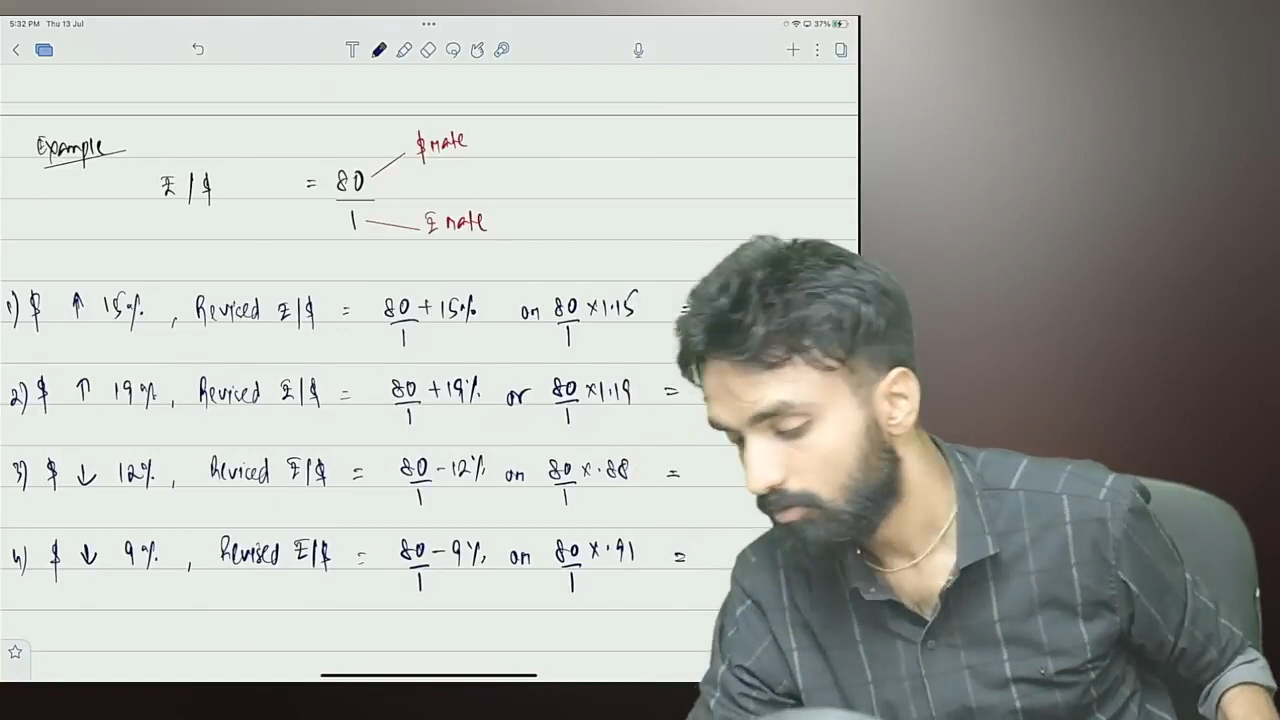 5:32 PM Thu 13 Jul
37%
Example
$ rate
₹/$ = 80/1
₹ rate
1) $ ↑ 15%, Revised ₹/$ = 80/1 + 15% or 80/1 × 1.15 =
2) $ ↑ 19%, Revised ₹/$ = 80/1 + 19% or 80/1 × 1.19 =
3) $ ↓ 12%, Revised ₹/$ = 80/1 - 12% or 80/1 × .88 =
4) $ ↓ 9%, Revised ₹/$ = 80/1 - 9% or 80/1 × .91 =